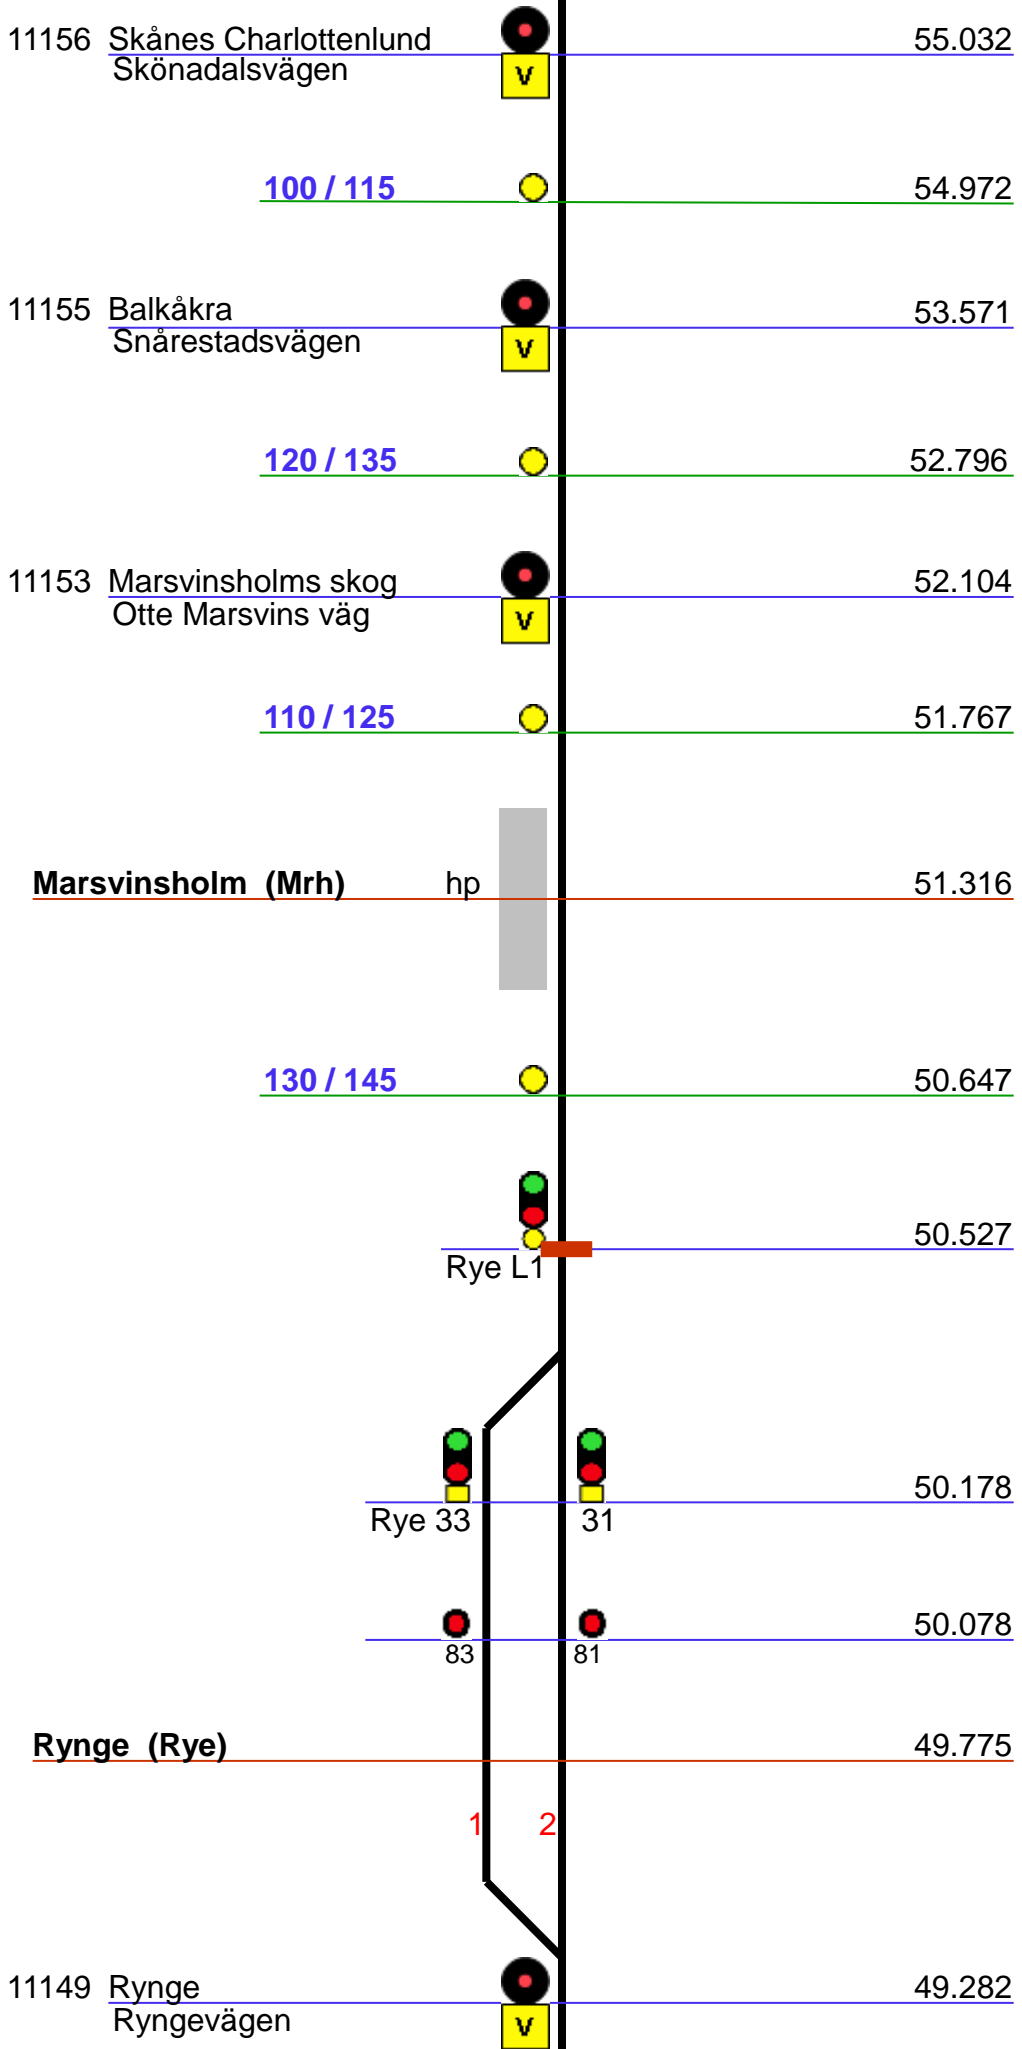 11156 Skånes Charlottenlund 55.032
Skönadalsvägen
V
100 / 115 54.972
11155 Balkåkra 53.571
Snårestadsvägen
V
120 / 135 52.796
11153 Marsvinsholms skog 52.104
Otte Marsvins väg
V
110 / 125 51.767
Marsvinsholm (Mrh) hp 51.316
130 / 145 50.647
50.527
Rye L1
50.178
Rye 33 31
50.078
83 81
Rynge (Rye) 49.775
1 2
11149 Rynge 49.282
Ryngevägen
V